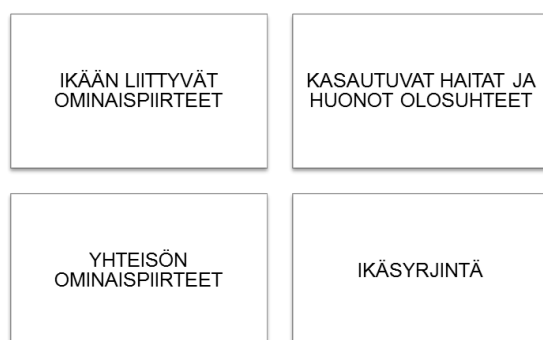 IKÄÄN LIITTYVÄT
OMINAISPIIRTEET
KASAUTUVAT HAITAT JA
HUONOT OLOSUHTEET
YHTEISÖN
OMINAISPIIRTEET
IKÄSYRJINTÄ